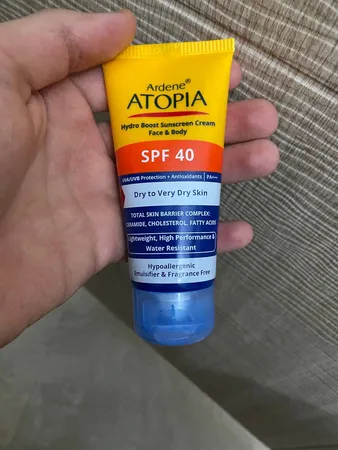 Ardene®
ATOPIA
Hydro Boost Sunscreen Cream
Face & Body
SPF 40
UVA/UVB Protection + Antioxidants
Dry to Very Dry Skin
TOTAL SKIN BARRIER COMPLEX:
CERAMIDE, CHOLESTEROL, FATTY ACIDS
Lightweight, High Performance &
Water Resistant
Hypoallergenic
Emulsifier & Fragrance Free